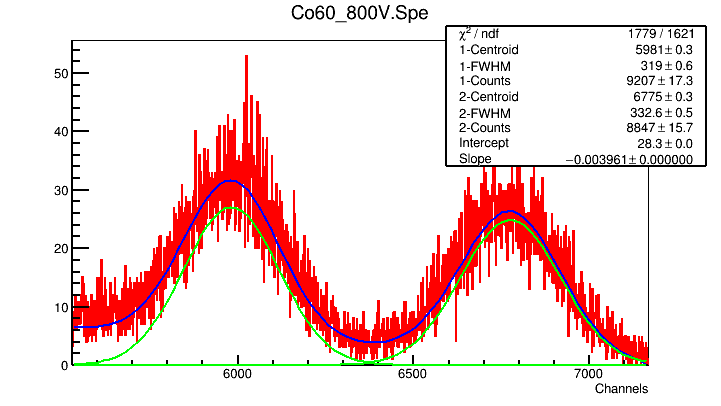 Co60_800V.Spe
χ² / ndf 1779 / 1621
1-Centroid 5981 ± 0.3
1-FWHM 319 ± 0.6
1-Counts 9207 ± 17.3
2-Centroid 6775 ± 0.3
2-FWHM 332.6 ± 0.5
2-Counts 8847 ± 15.7
Intercept 28.3 ± 0.0
Slope −0.003961 ± 0.000000
50
40
30
20
10
0
6000 6500 7000
Channels